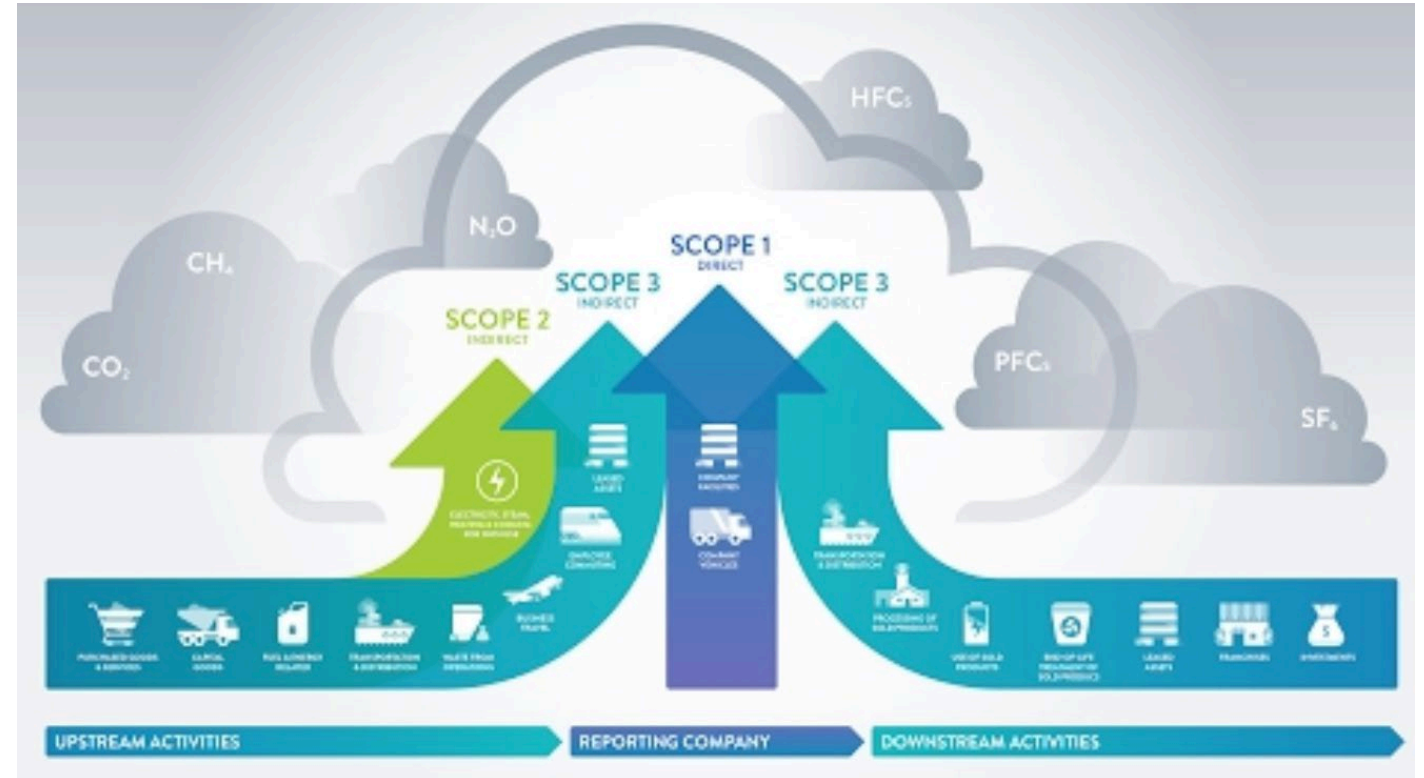 HFCs
N₂O
CH₄
CO₂
PFCs
SF₆
SCOPE 1
DIRECT
SCOPE 3
INDIRECT
SCOPE 3
INDIRECT
SCOPE 2
INDIRECT
LEASED
ASSETS
COMPANY
FACILITIES
EMPLOYEE
COMMUTING
COMPANY
VEHICLES
TRANSPORTATION
& DISTRIBUTION
BUSINESS
TRAVEL
PROCESSING OF
SOLD PRODUCTS
PURCHASED GOODS
& SERVICES
CAPITAL
GOODS
FUEL & ENERGY
RELATED
TRANSPORTATION
& DISTRIBUTION
WASTE FROM
OPERATIONS
USE OF SOLD
PRODUCTS
END OF LIFE
TREATMENT OF
SOLD PRODUCTS
LEASED
ASSETS
FRANCHISES
INVESTMENTS
UPSTREAM ACTIVITIES
REPORTING COMPANY
DOWNSTREAM ACTIVITIES